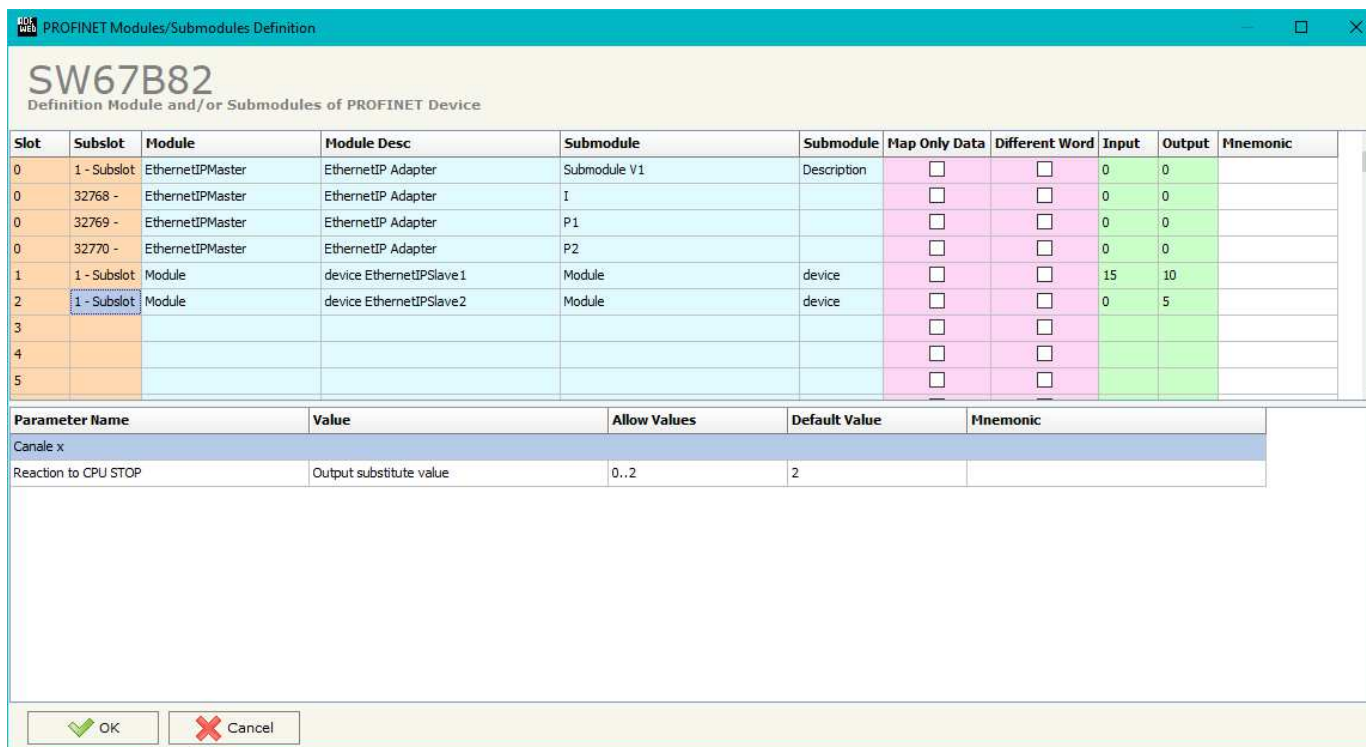 ADF WEB PROFINET Modules/Submodules Definition
SW67B82
Definition Module and/or Submodules of PROFINET Device
Slot Subslot Module Module Desc Submodule Submodule Map Only Data Different Word Input Output Mnemonic
0 1 - Subslot EthernetIPMaster EthernetIP Adapter Submodule V1 Description 0 0
0 32768 - EthernetIPMaster EthernetIP Adapter I 0 0
0 32769 - EthernetIPMaster EthernetIP Adapter P1 0 0
0 32770 - EthernetIPMaster EthernetIP Adapter P2 0 0
1 1 - Subslot Module device EthernetIPSlave1 Module device 15 10
2 1 - Subslot Module device EthernetIPSlave2 Module device 0 5
3
4
5
Parameter Name Value Allow Values Default Value Mnemonic
Canale x
Reaction to CPU STOP Output substitute value 0..2 2
OK Cancel